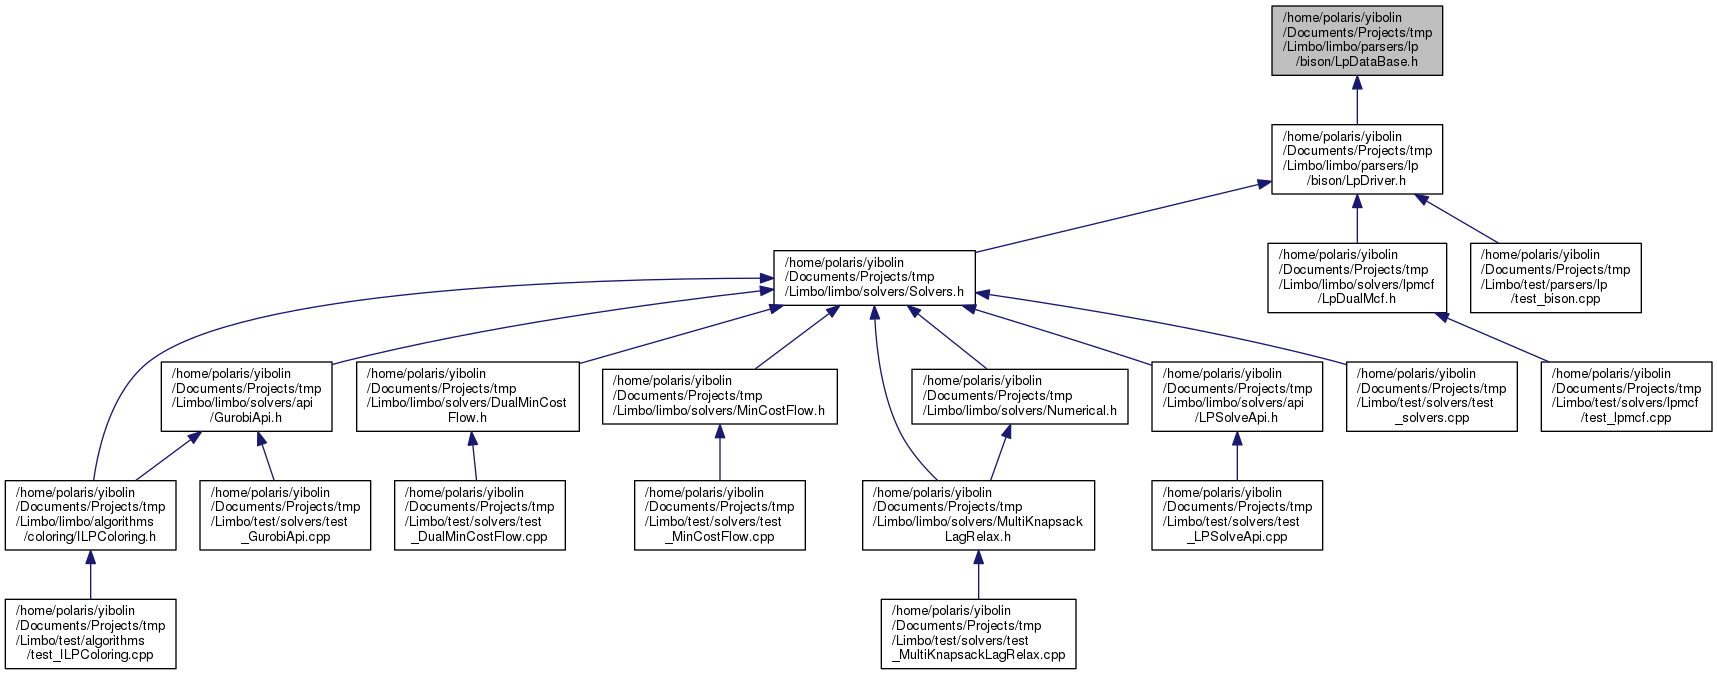 /home/polaris/yibolin
/Documents/Projects/tmp
/Limbo/limbo/parsers/lp
/bison/LpDataBase.h
/home/polaris/yibolin
/Documents/Projects/tmp
/Limbo/limbo/parsers/lp
/bison/LpDriver.h
/home/polaris/yibolin
/Documents/Projects/tmp
/Limbo/limbo/solvers/Solvers.h
/home/polaris/yibolin
/Documents/Projects/tmp
/Limbo/limbo/solvers/lpmcf
/LpDualMcf.h
/home/polaris/yibolin
/Documents/Projects/tmp
/Limbo/test/parsers/lp
/test_bison.cpp
/home/polaris/yibolin
/Documents/Projects/tmp
/Limbo/limbo/solvers/api
/GurobiApi.h
/home/polaris/yibolin
/Documents/Projects/tmp
/Limbo/limbo/solvers/DualMinCost
Flow.h
/home/polaris/yibolin
/Documents/Projects/tmp
/Limbo/limbo/solvers/MinCostFlow.h
/home/polaris/yibolin
/Documents/Projects/tmp
/Limbo/limbo/solvers/Numerical.h
/home/polaris/yibolin
/Documents/Projects/tmp
/Limbo/limbo/solvers/api
/LPSolveApi.h
/home/polaris/yibolin
/Documents/Projects/tmp
/Limbo/test/solvers/test
_solvers.cpp
/home/polaris/yibolin
/Documents/Projects/tmp
/Limbo/test/solvers/lpmcf
/test_lpmcf.cpp
/home/polaris/yibolin
/Documents/Projects/tmp
/Limbo/limbo/algorithms
/coloring/ILPColoring.h
/home/polaris/yibolin
/Documents/Projects/tmp
/Limbo/test/solvers/test
_GurobiApi.cpp
/home/polaris/yibolin
/Documents/Projects/tmp
/Limbo/test/solvers/test
_DualMinCostFlow.cpp
/home/polaris/yibolin
/Documents/Projects/tmp
/Limbo/test/solvers/test
_MinCostFlow.cpp
/home/polaris/yibolin
/Documents/Projects/tmp
/Limbo/limbo/solvers/MultiKnapsack
LagRelax.h
/home/polaris/yibolin
/Documents/Projects/tmp
/Limbo/test/solvers/test
_LPSolveApi.cpp
/home/polaris/yibolin
/Documents/Projects/tmp
/Limbo/test/algorithms
/test_ILPColoring.cpp
/home/polaris/yibolin
/Documents/Projects/tmp
/Limbo/test/solvers/test
_MultiKnapsackLagRelax.cpp